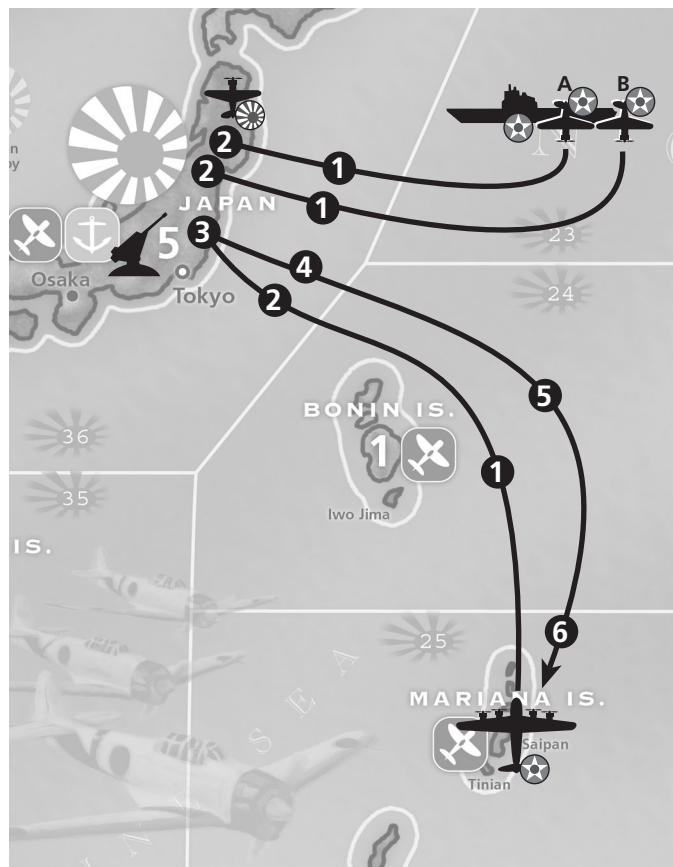 A B
2
1
2
JAPAN
1
5
3
23
4
Osaka
2
24
Tokyo
5
BONIN IS.
36
1
1
35
Iwo Jima
IS.
6
25
S E A
MARIANA IS.
Saipan
Tinian